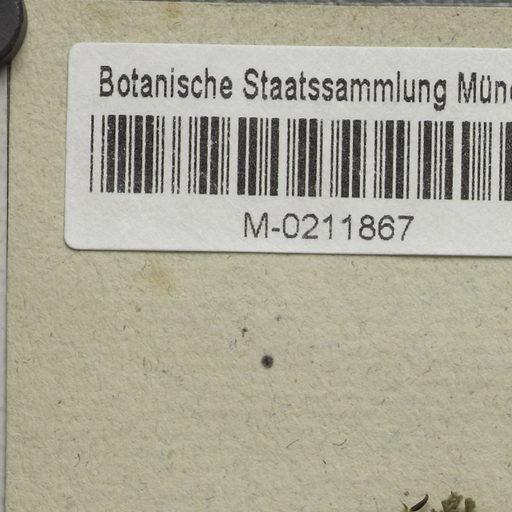 Botanische Staatssammlung Mün
M-0211867